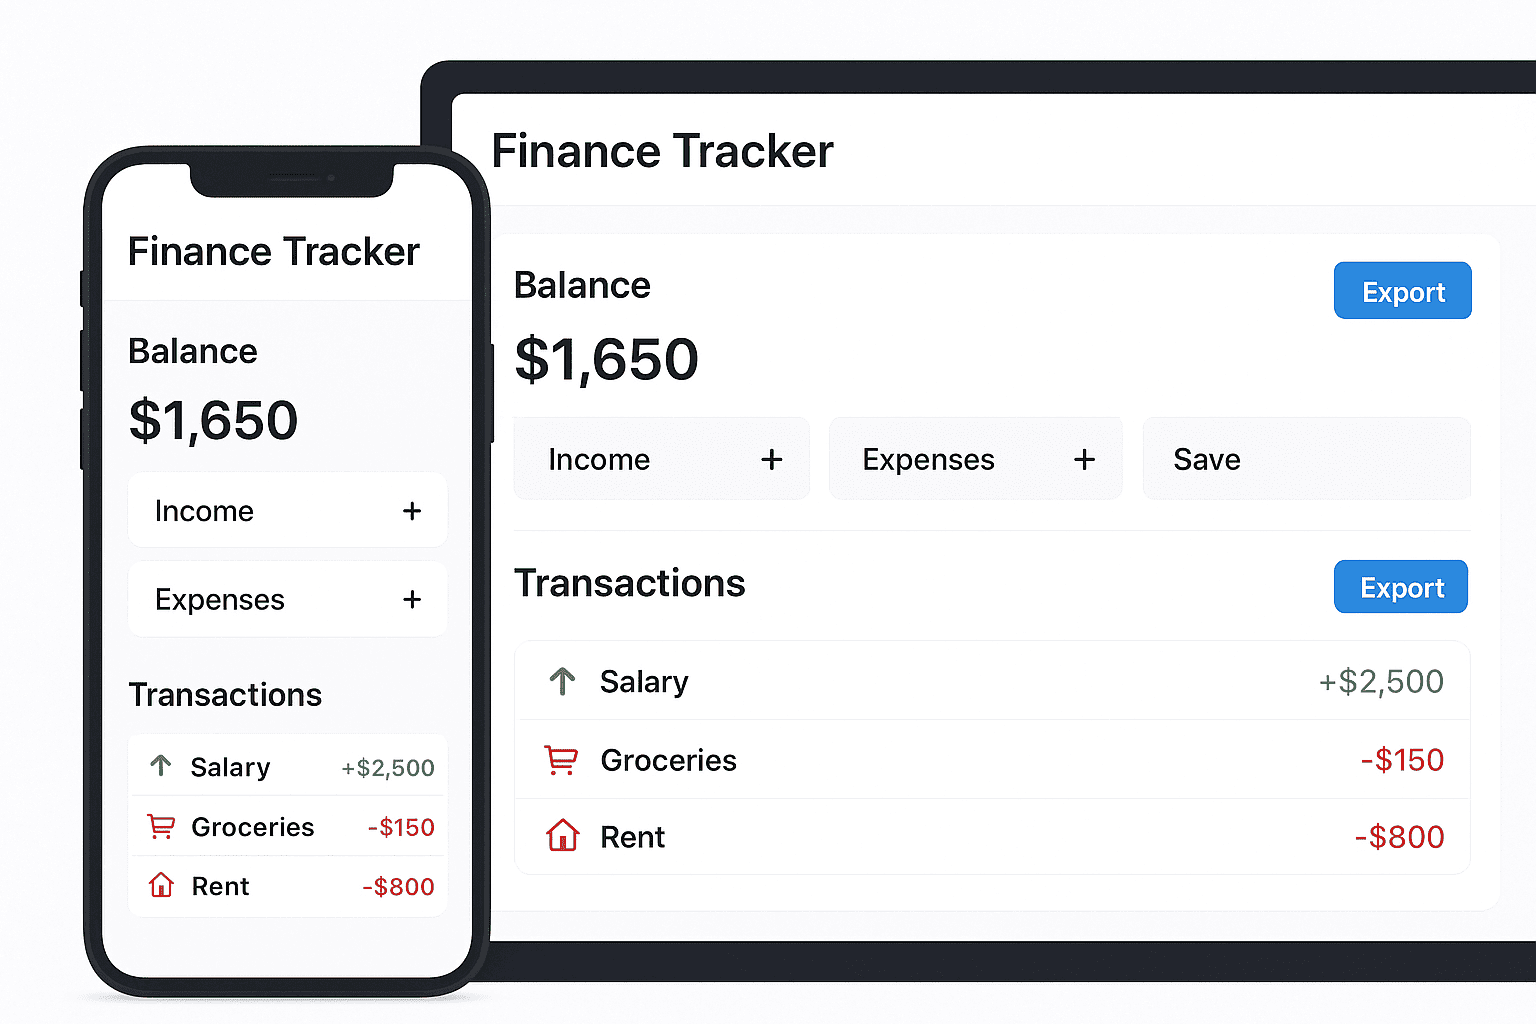 Finance Tracker
Balance
$1,650
Income +
Expenses +
Transactions
Salary +$2,500
Groceries -$150
Rent -$800
Finance Tracker
Balance
Export
$1,650
Income + Expenses + Save
Transactions
Export
Salary +$2,500
Groceries -$150
Rent -$800